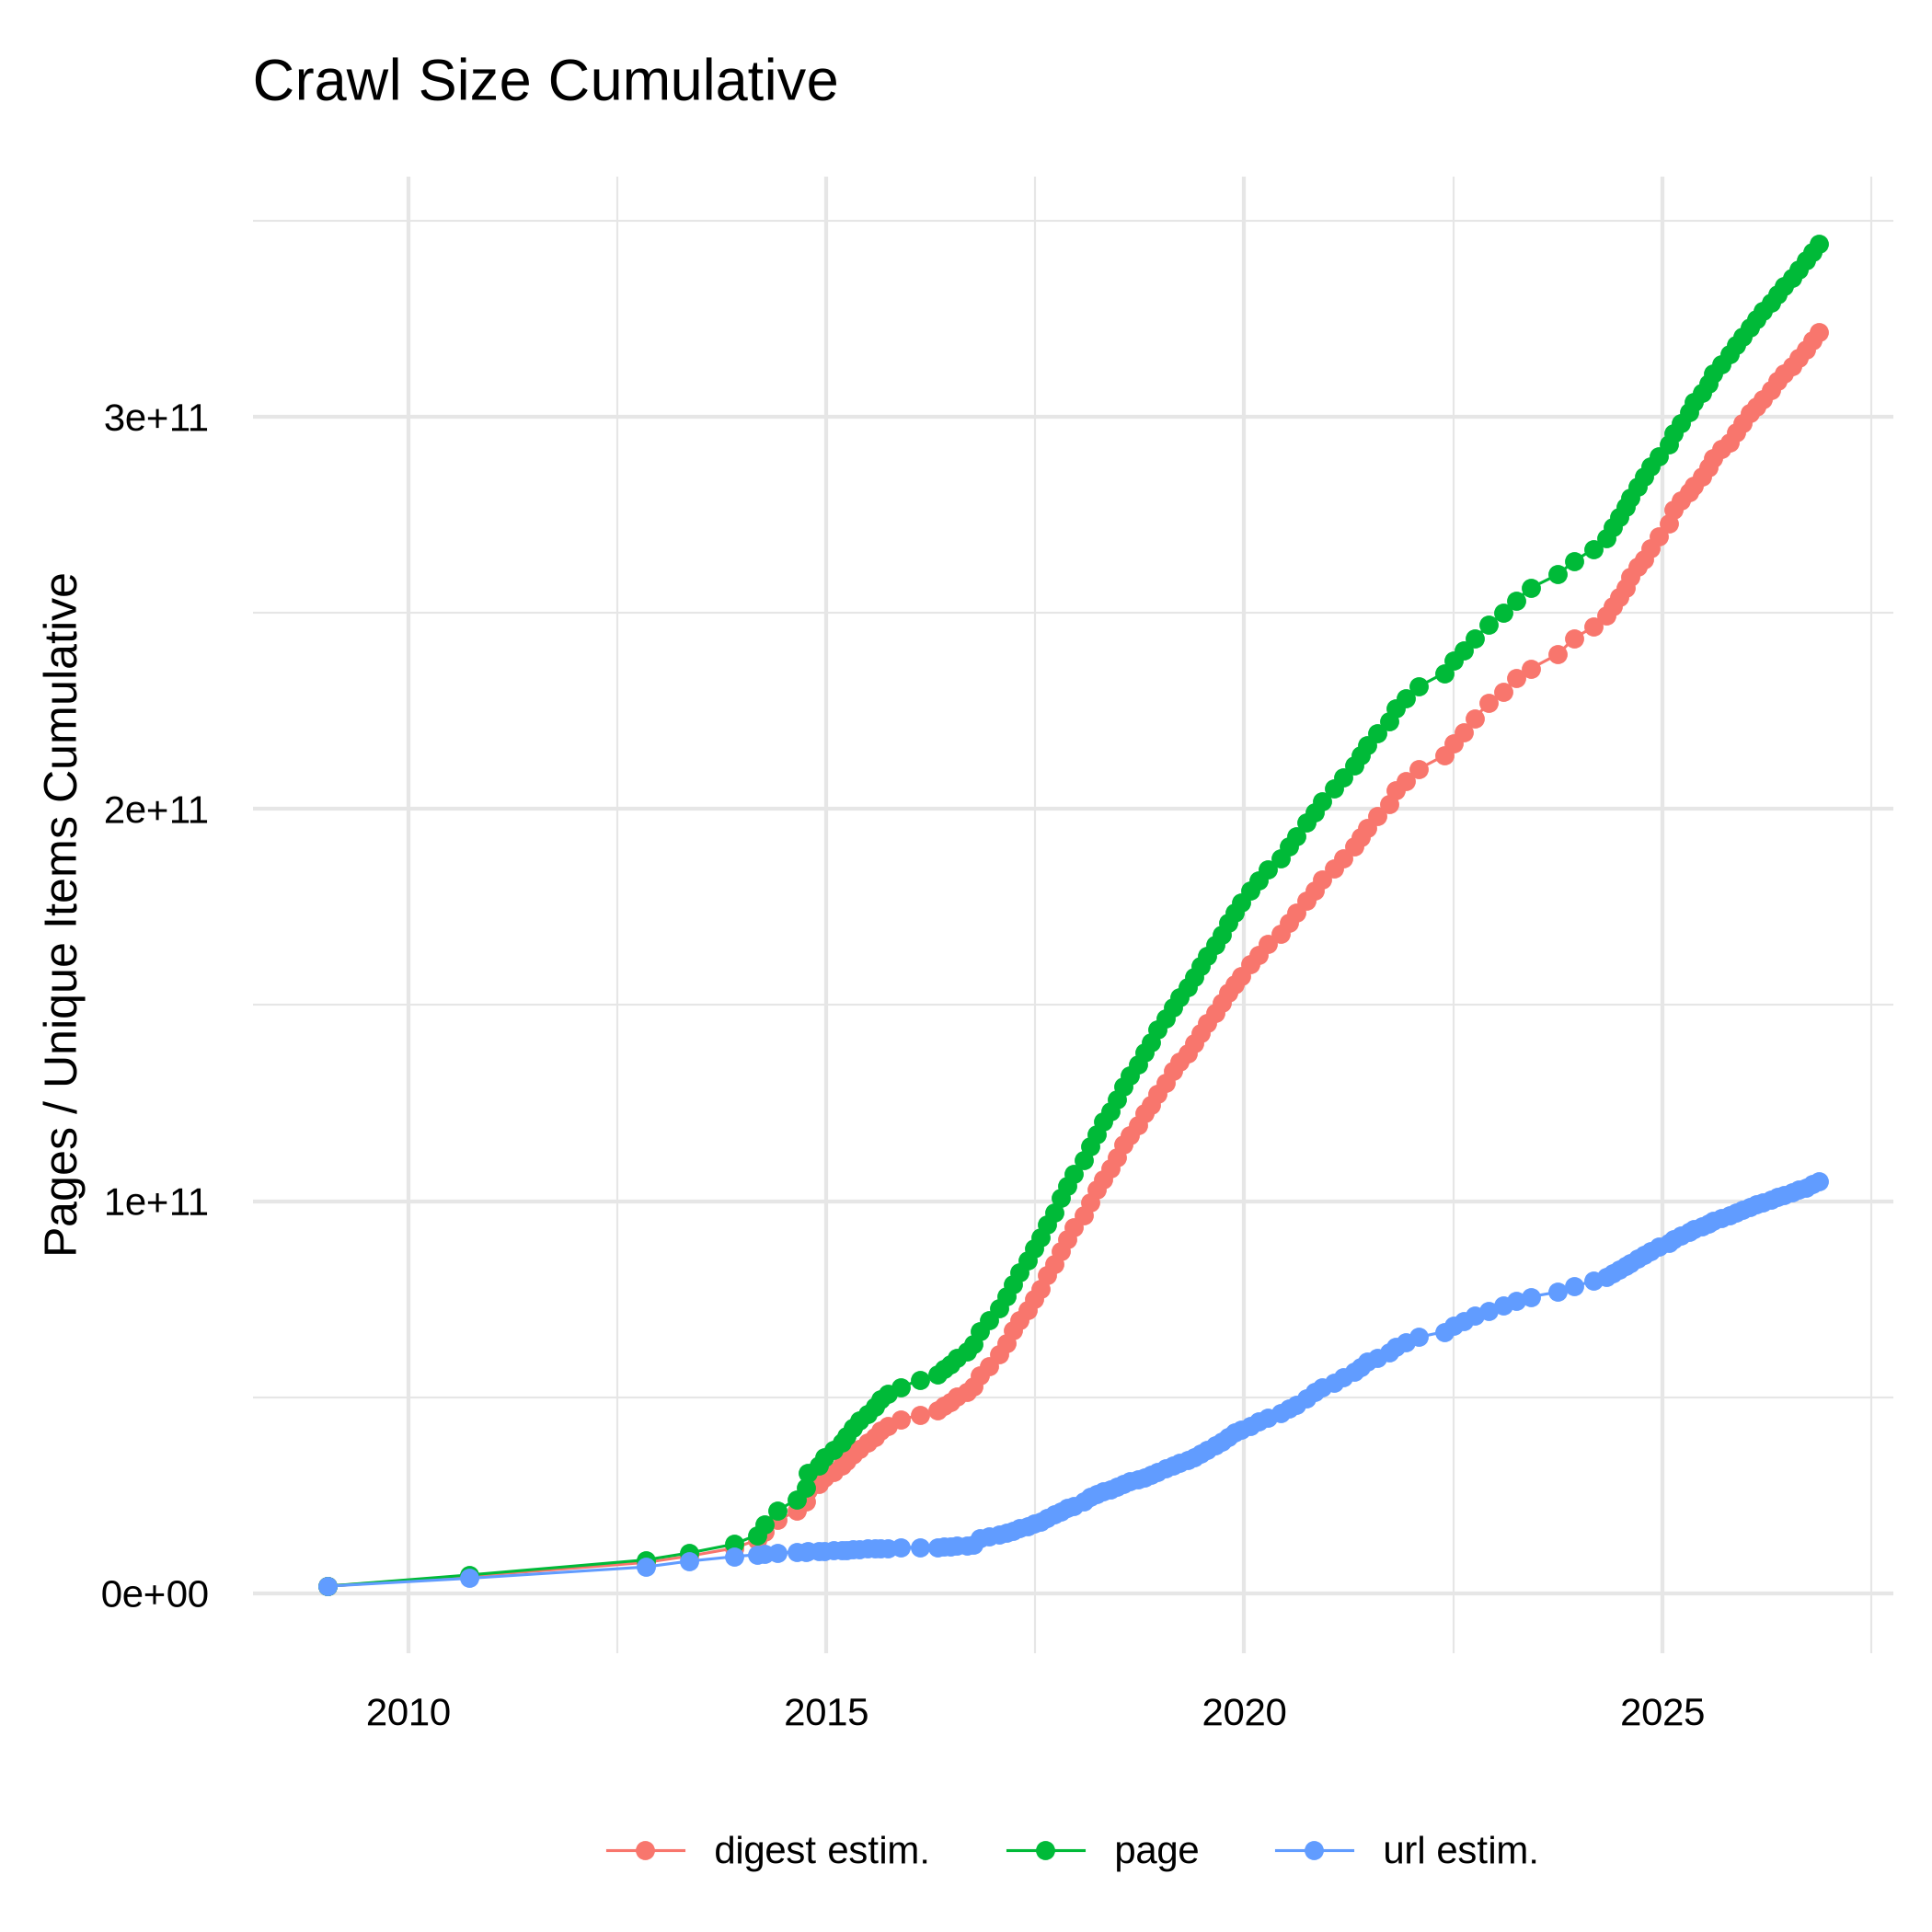 Crawl Size Cumulative
Pages / Unique Items Cumulative
3e+11
2e+11
1e+11
0e+00
2010 2015 2020 2025
digest estim. page url estim.